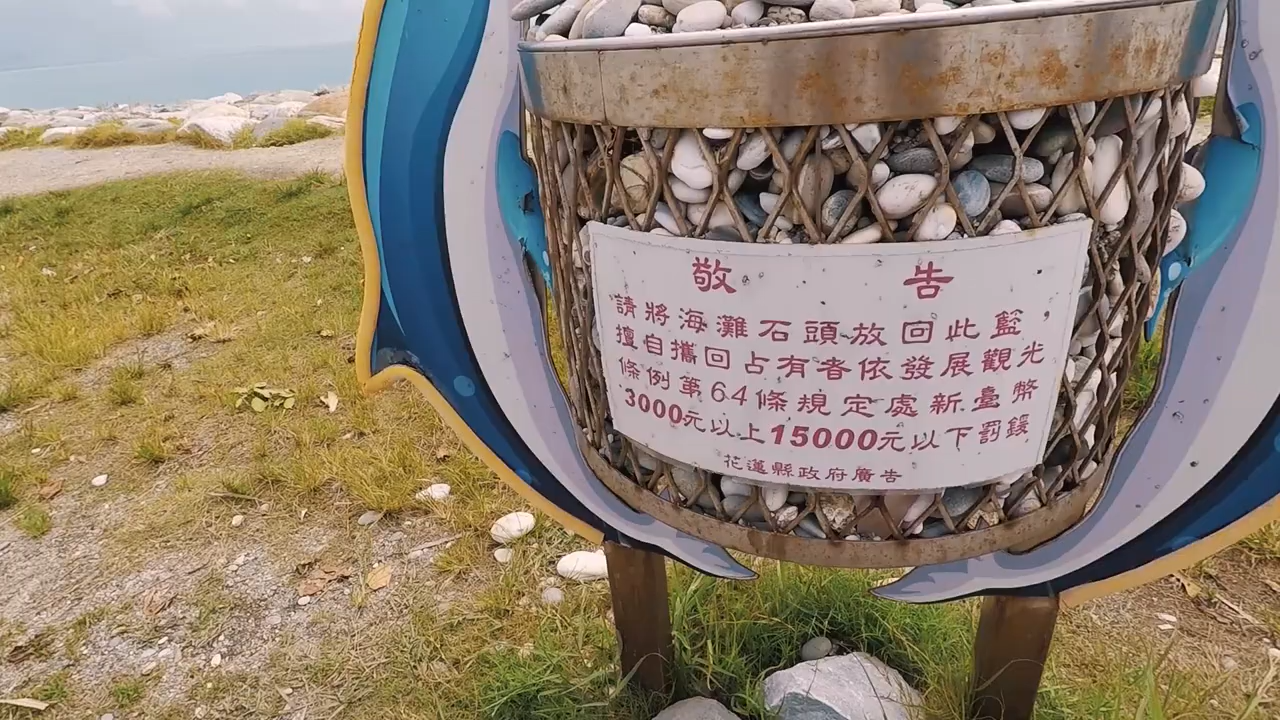 敬告
請將海灘石頭放回此籃，
擅自攜回占有者依發展觀光
條例第64條規定處新臺幣
3000元以上15000元以下罰鍰
花蓮縣政府廣告